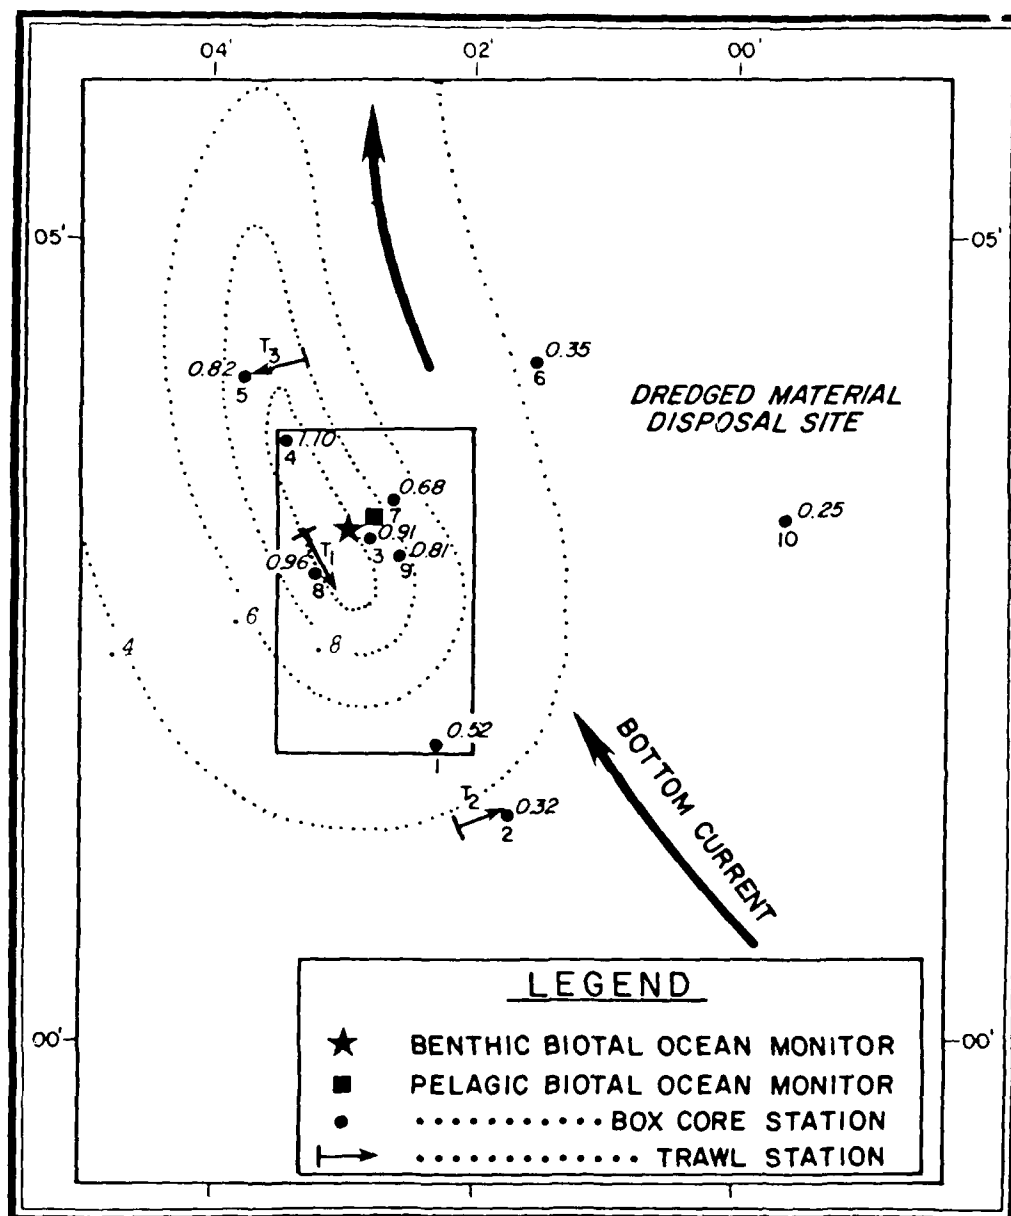 04' 02' 00'
05' 05'
0.82 T3 0.35
5 6
DREDGED MATERIAL
DISPOSAL SITE
1.10
4
0.68
7 0.25
10
0.91
T1 3 0.81
0.96 9
8
.6
.4 .8
0.52
1
T2 0.32
2
BOTTOM CURRENT
LEGEND
00' 00'
BENTHIC BIOTAL OCEAN MONITOR
PELAGIC BIOTAL OCEAN MONITOR
BOX CORE STATION
TRAWL STATION